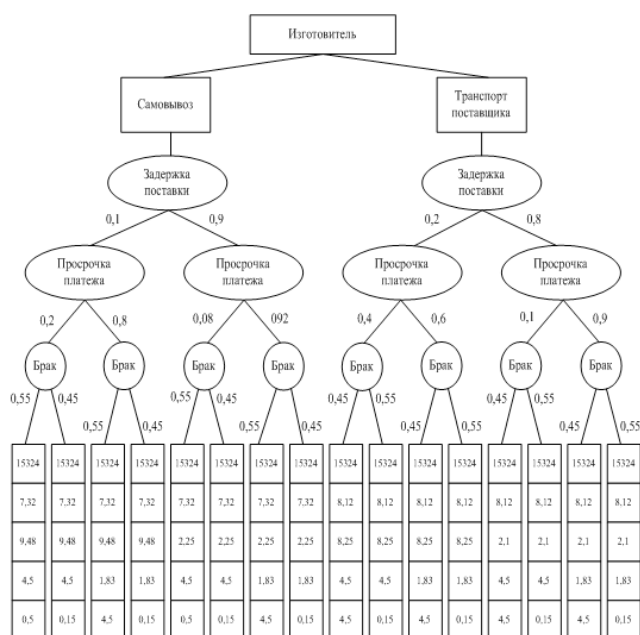 Изготовитель
Самовывоз
Транспорт
поставщика
Задержка
поставки
Задержка
поставки
0,1 0,9 0,2 0,8
Просрочка
платежа
Просрочка
платежа
Просрочка
платежа
Просрочка
платежа
0,2 0,8 0,08 092 0,4 0,6 0,1 0,9
Брак Брак Брак Брак Брак Брак Брак Брак
0,55 0,45 0,55 0,45 0,45 0,55 0,45 0,55
0,55 0,45 0,55 0,45 0,45 0,55 0,45 0,55
15324 15324 15324 15324 15324 15324 15324 15324 15324 15324 15324 15324 15324 15324 15324 15324
7,32 7,32 7,32 7,32 7,32 7,32 7,32 7,32 8,12 8,12 8,12 8,12 8,12 8,12 8,12 8,12
9,48 9,48 9,48 9,48 2,25 2,25 2,25 2,25 8,25 8,25 8,25 8,25 2,1 2,1 2,1 2,1
4,5 4,5 1,83 1,83 4,5 4,5 1,83 1,83 4,5 4,5 1,83 1,83 4,5 4,5 1,83 1,83
0,5 0,15 4,5 0,15 0,5 0,15 4,5 0,15 4,5 0,15 4,5 0,15 4,5 0,15 4,5 0,15